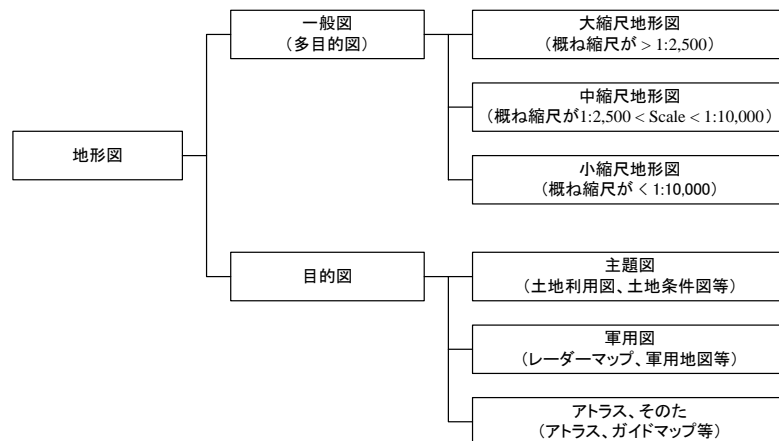 地形図
一般図
(多目的図)
大縮尺地形図
(概ね縮尺が > 1:2,500)
中縮尺地形図
(概ね縮尺が1:2,500 < Scale < 1:10,000)
小縮尺地形図
(概ね縮尺が < 1:10,000)
目的図
主題図
(土地利用図、土地条件図等)
軍用図
(レーダーマップ、軍用地図等)
アトラス、そのた
(アトラス、ガイドマップ等)